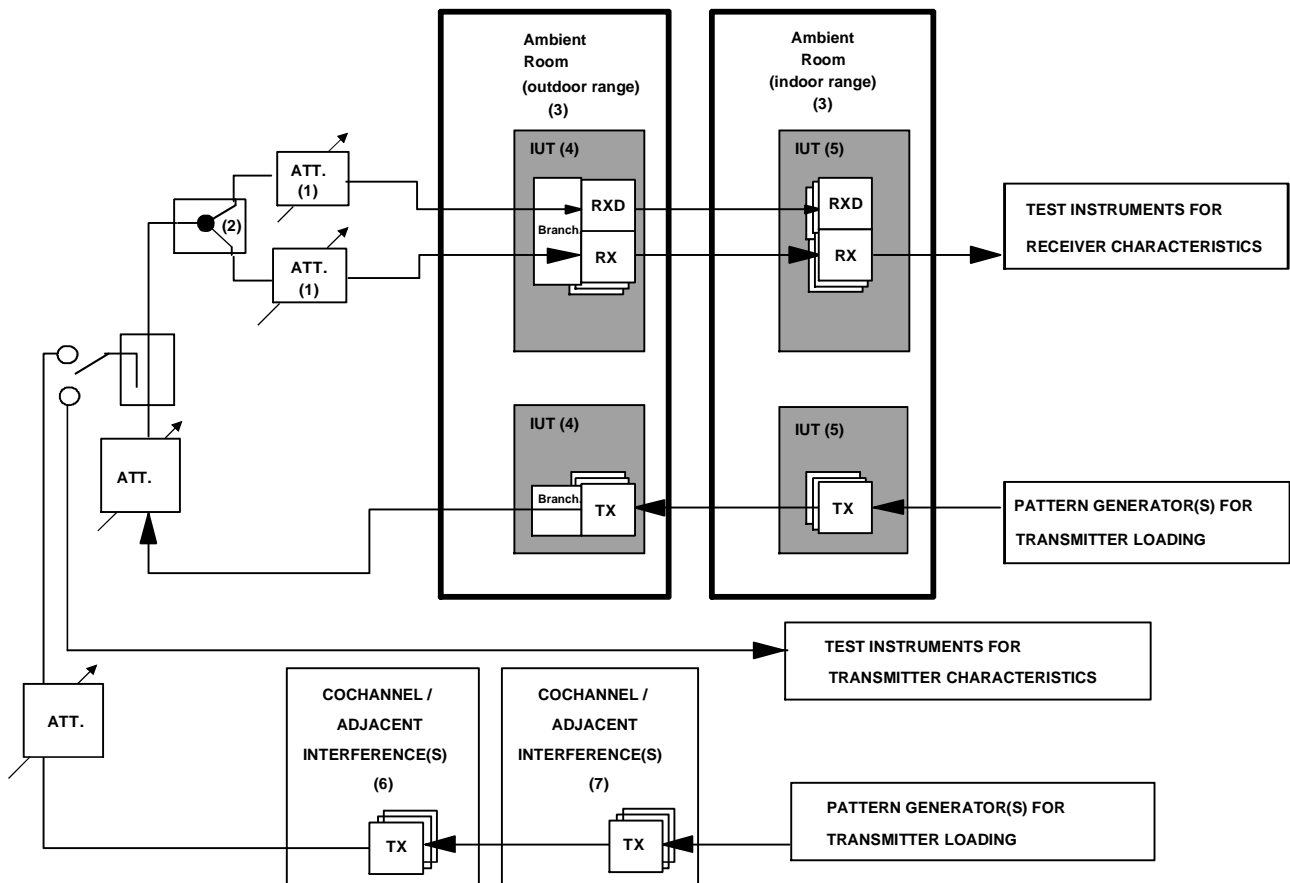 Ambient
Room
(outdoor range)
(3)
Ambient
Room
(indoor range)
(3)
IUT (4)
IUT (5)
ATT.
(1)
(2)
ATT.
(1)
Branch.
RXD
RX
RXD
RX
TEST INSTRUMENTS FOR
RECEIVER CHARACTERISTICS
IUT (4)
IUT (5)
ATT.
Branch.
TX
TX
PATTERN GENERATOR(S) FOR
TRANSMITTER LOADING
TEST INSTRUMENTS FOR
TRANSMITTER CHARACTERISTICS
ATT.
COCHANNEL /
ADJACENT
INTERFERENCE(S)
(6)
TX
COCHANNEL /
ADJACENT
INTERFERENCE(S)
(7)
TX
PATTERN GENERATOR(S) FOR
TRANSMITTER LOADING